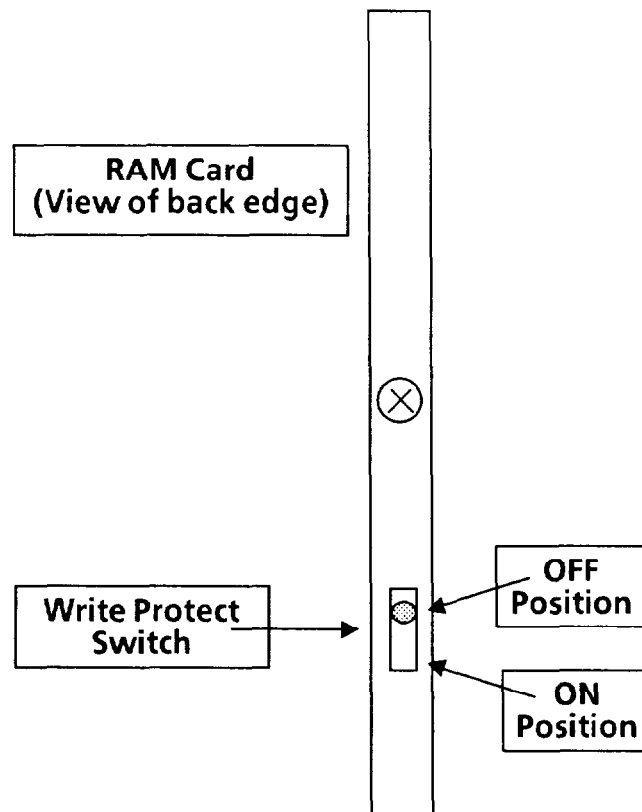 RAM Card
(View of back edge)
Write Protect
Switch
OFF
Position
ON
Position